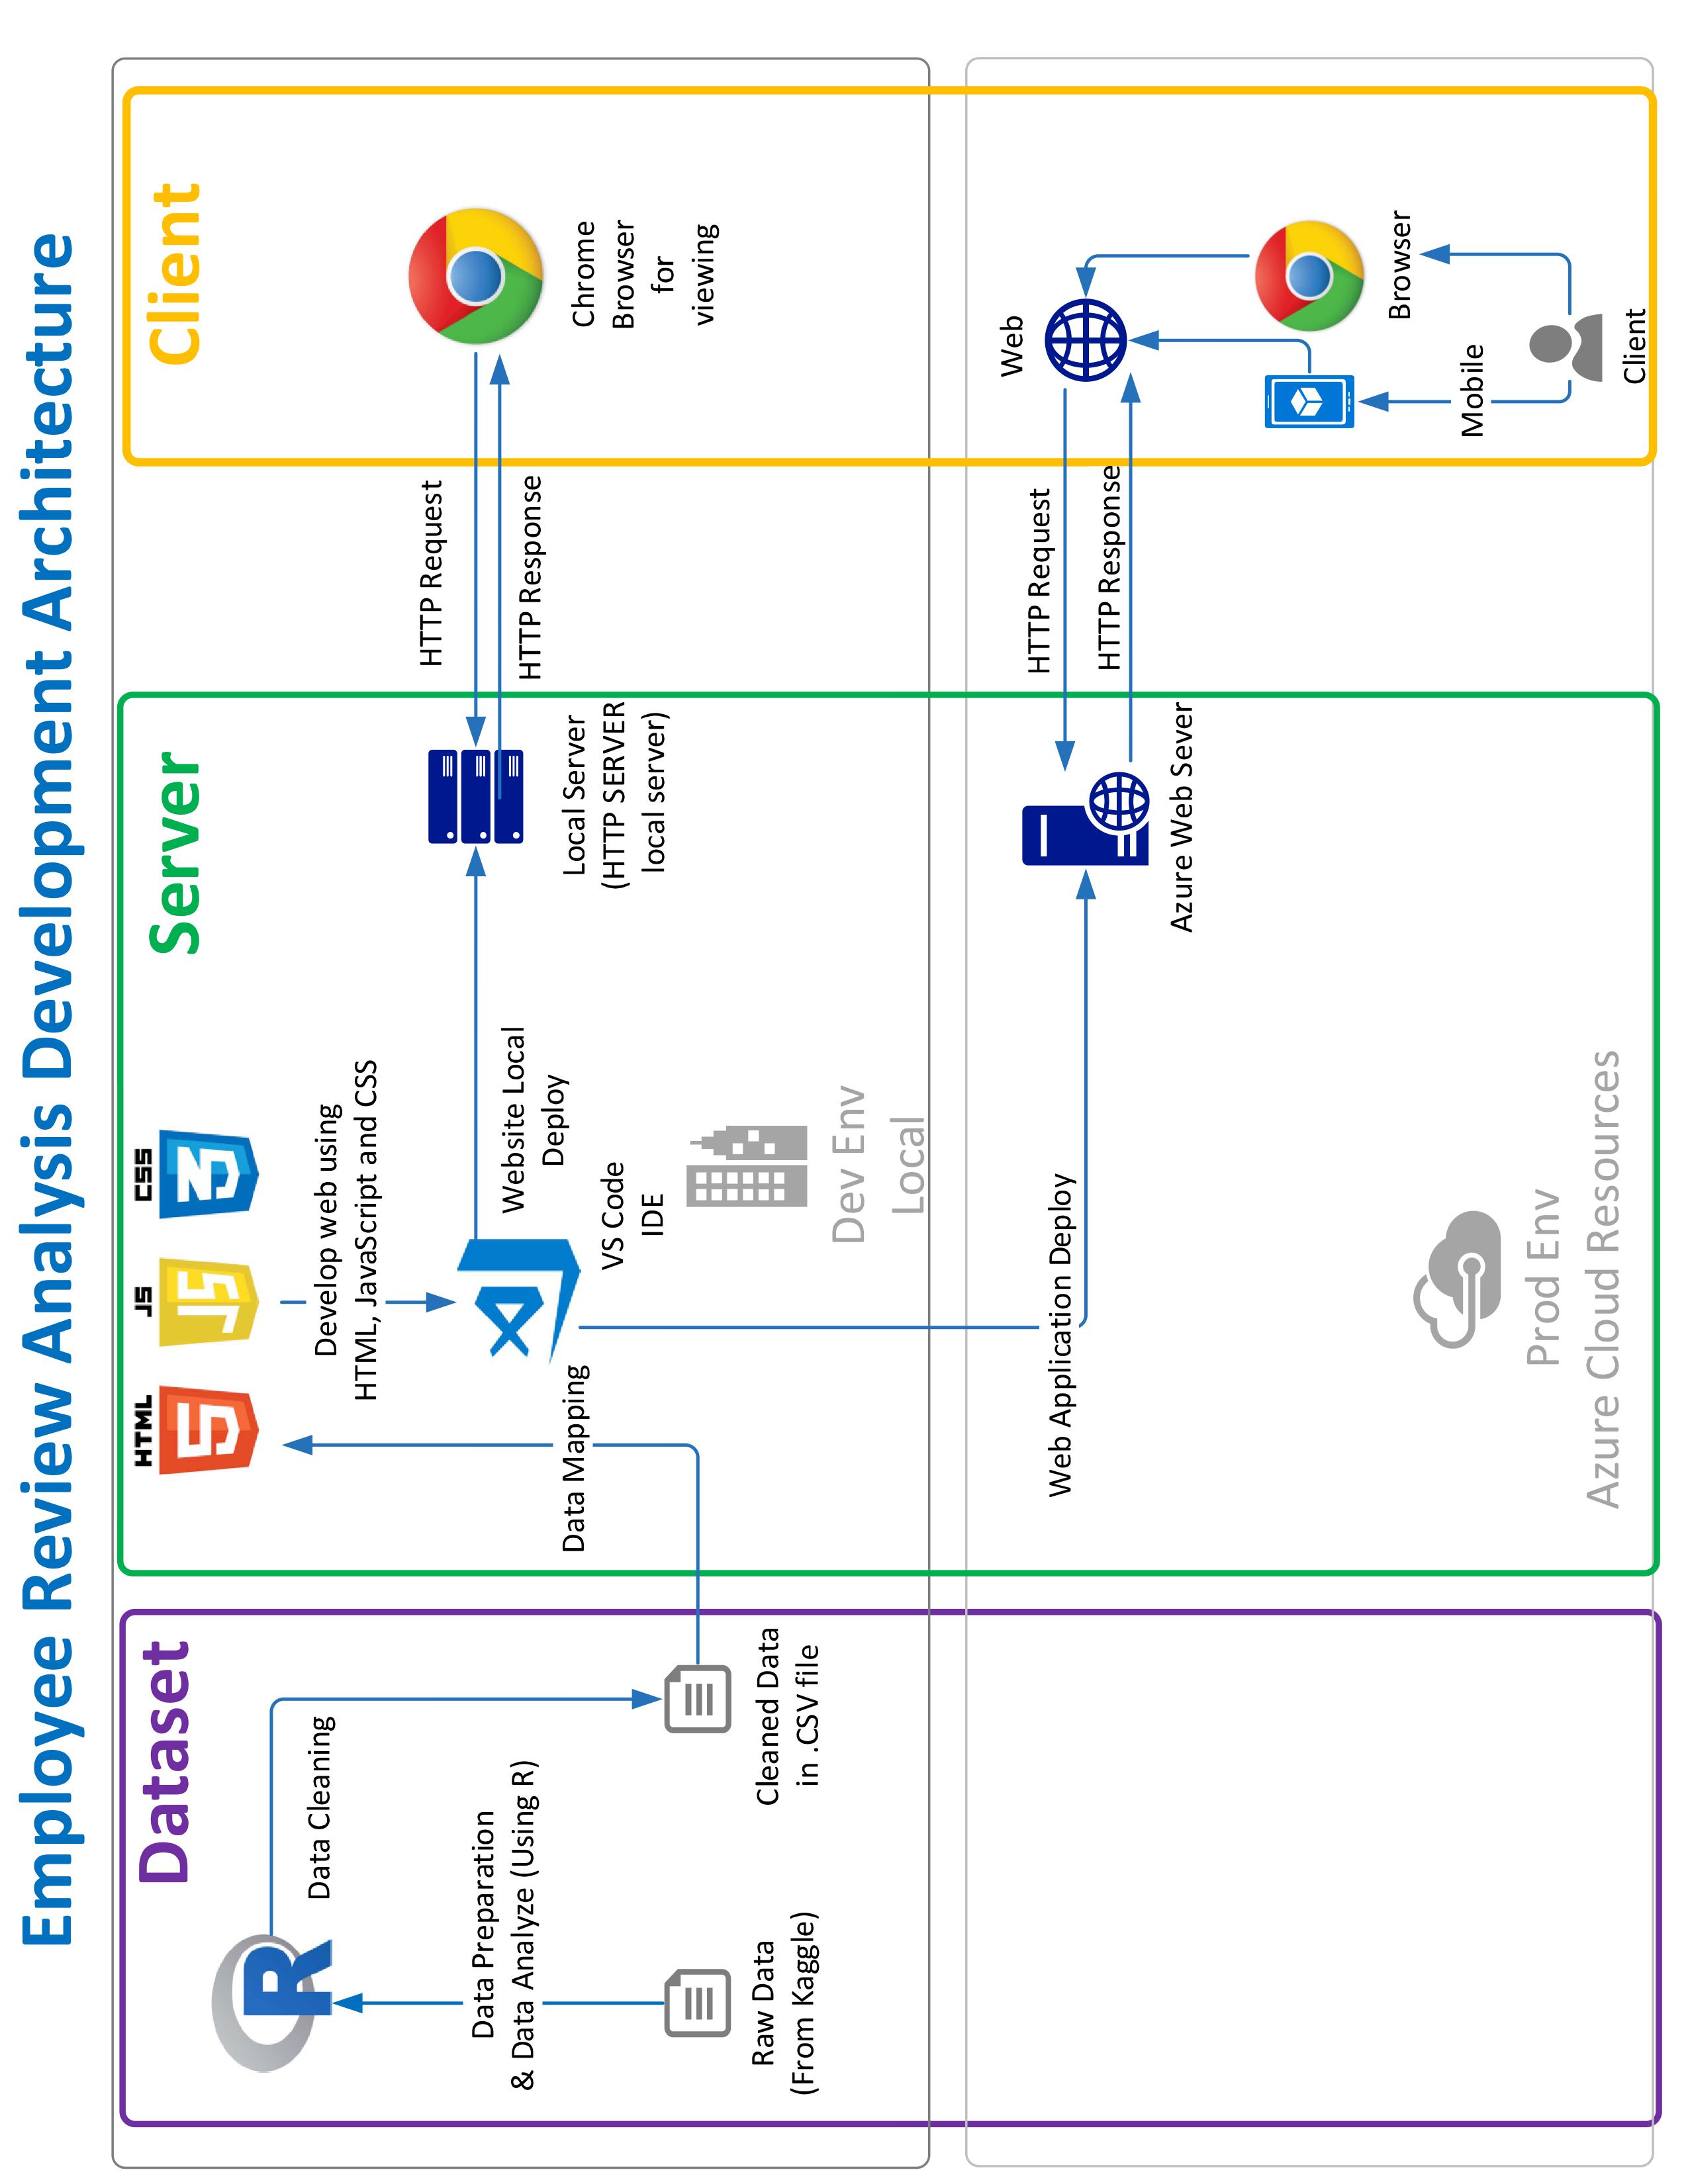 Employee Review Analysis Development Architecture
Dataset
Server
Client
HTML
5
JS
JS
CSS
3
R
Data Cleaning
Data Preparation
& Data Analyze (Using R)
Raw Data
(From Kaggle)
Cleaned Data
in .CSV file
Data Mapping
Develop web using
HTML, JavaScript and CSS
Website Local
Deploy
VS Code
IDE
Dev Env
Local
Local Server
(HTTP SERVER
local server)
HTTP Request
HTTP Response
Chrome
Browser
for
viewing
Web Application Deploy
Azure Web Sever
HTTP Request
HTTP Response
Web
Browser
Mobile
Client
Prod Env
Azure Cloud Resources